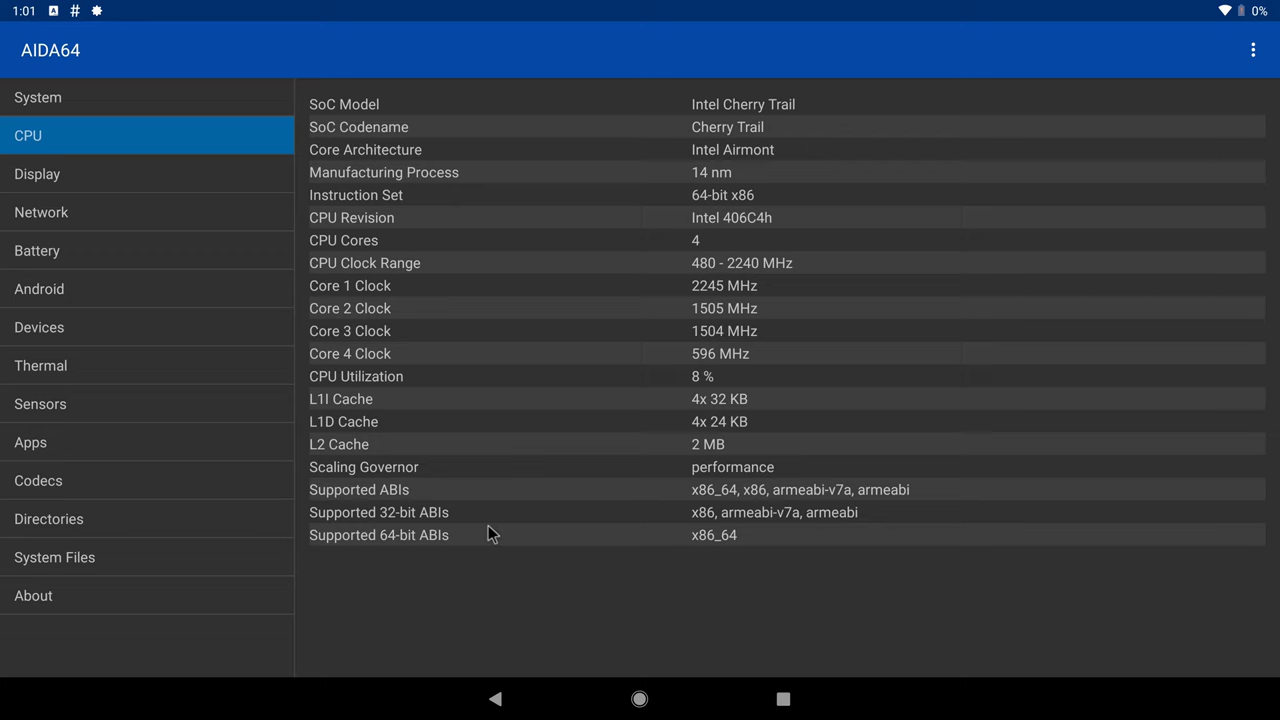 1:01 A # 0%
AIDA64
System
CPU
Display
Network
Battery
Android
Devices
Thermal
Sensors
Apps
Codecs
Directories
System Files
About
SoC Model Intel Cherry Trail
SoC Codename Cherry Trail
Core Architecture Intel Airmont
Manufacturing Process 14 nm
Instruction Set 64-bit x86
CPU Revision Intel 406C4h
CPU Cores 4
CPU Clock Range 480 - 2240 MHz
Core 1 Clock 2245 MHz
Core 2 Clock 1505 MHz
Core 3 Clock 1504 MHz
Core 4 Clock 596 MHz
CPU Utilization 8 %
L1I Cache 4x 32 KB
L1D Cache 4x 24 KB
L2 Cache 2 MB
Scaling Governor performance
Supported ABIs x86_64, x86, armeabi-v7a, armeabi
Supported 32-bit ABIs x86, armeabi-v7a, armeabi
Supported 64-bit ABIs x86_64